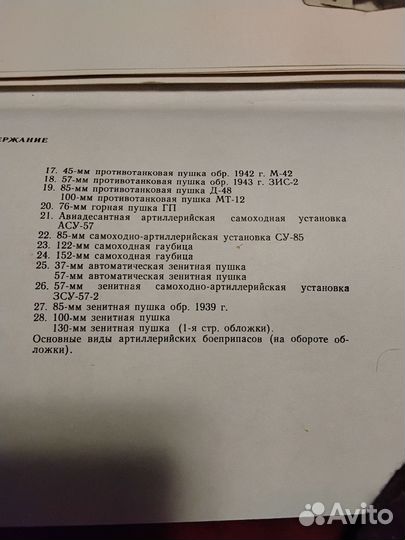 ЕРЖАНИЕ
17. 45-мм противотанковая пушка обр. 1942 г. М-42
18. 57-мм противотанковая пушка обр. 1943 г. ЗИС-2
19. 85-мм противотанковая пушка Д-48
100-мм противотанковая пушка МТ-12
20. 76-мм горная пушка ГП
21. Авиадесантная артиллерийская самоходная установка
АСУ-57
22. 85-мм самоходно-артиллерийская установка СУ-85
23. 122-мм самоходная гаубица
24. 152-мм самоходная гаубица
25. 37-мм автоматическая зенитная пушка
57-мм автоматическая зенитная пушка
26. 57-мм зенитная самоходно-артиллерийская установка
ЗСУ-57-2
27. 85-мм зенитная пушка обр. 1939 г.
28. 100-мм зенитная пушка
130-мм зенитная пушка (1-я стр. обложки).
Основные виды артиллерийских боеприпасов (на обороте об-
ложки).
Avito